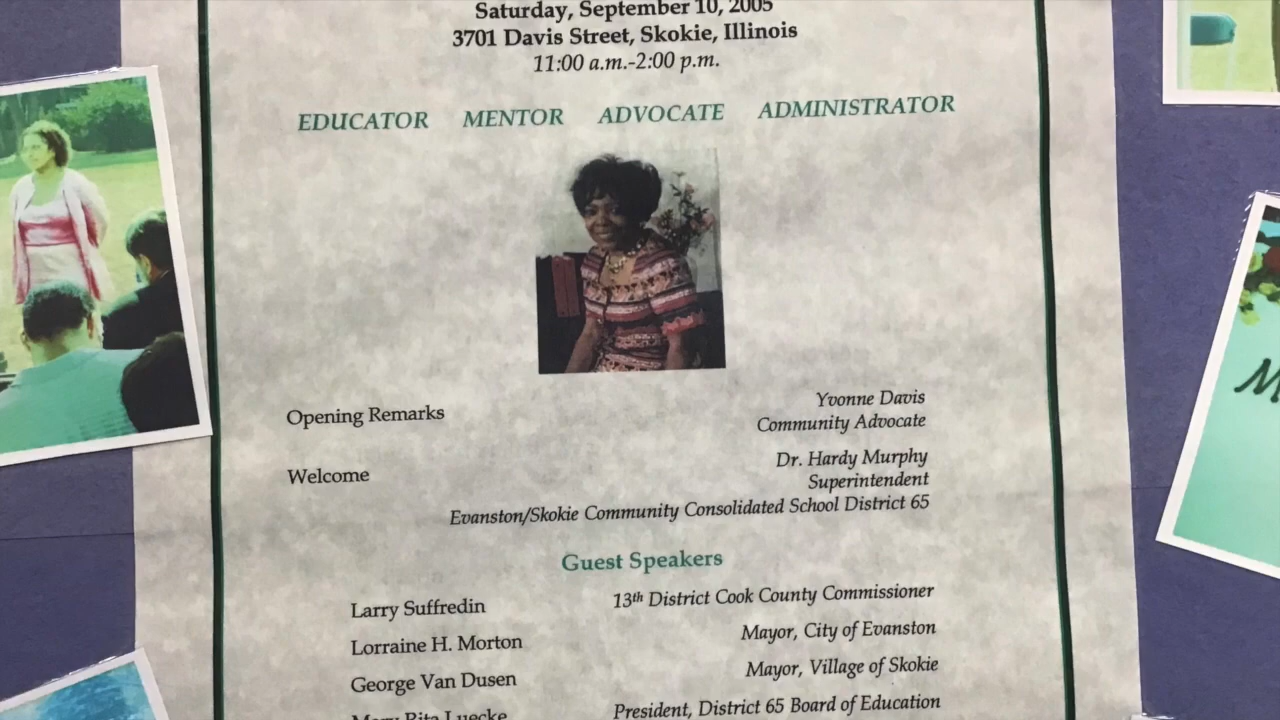 Saturday, September 10, 2005
3701 Davis Street, Skokie, Illinois
11:00 a.m.-2:00 p.m.
EDUCATOR MENTOR ADVOCATE ADMINISTRATOR
Opening Remarks Yvonne Davis
Community Advocate
Welcome Dr. Hardy Murphy
Superintendent
Evanston/Skokie Community Consolidated School District 65
Guest Speakers
Larry Suffredin 13th District Cook County Commissioner
Lorraine H. Morton Mayor, City of Evanston
George Van Dusen Mayor, Village of Skokie
Mary Rita Luecke President, District 65 Board of Education